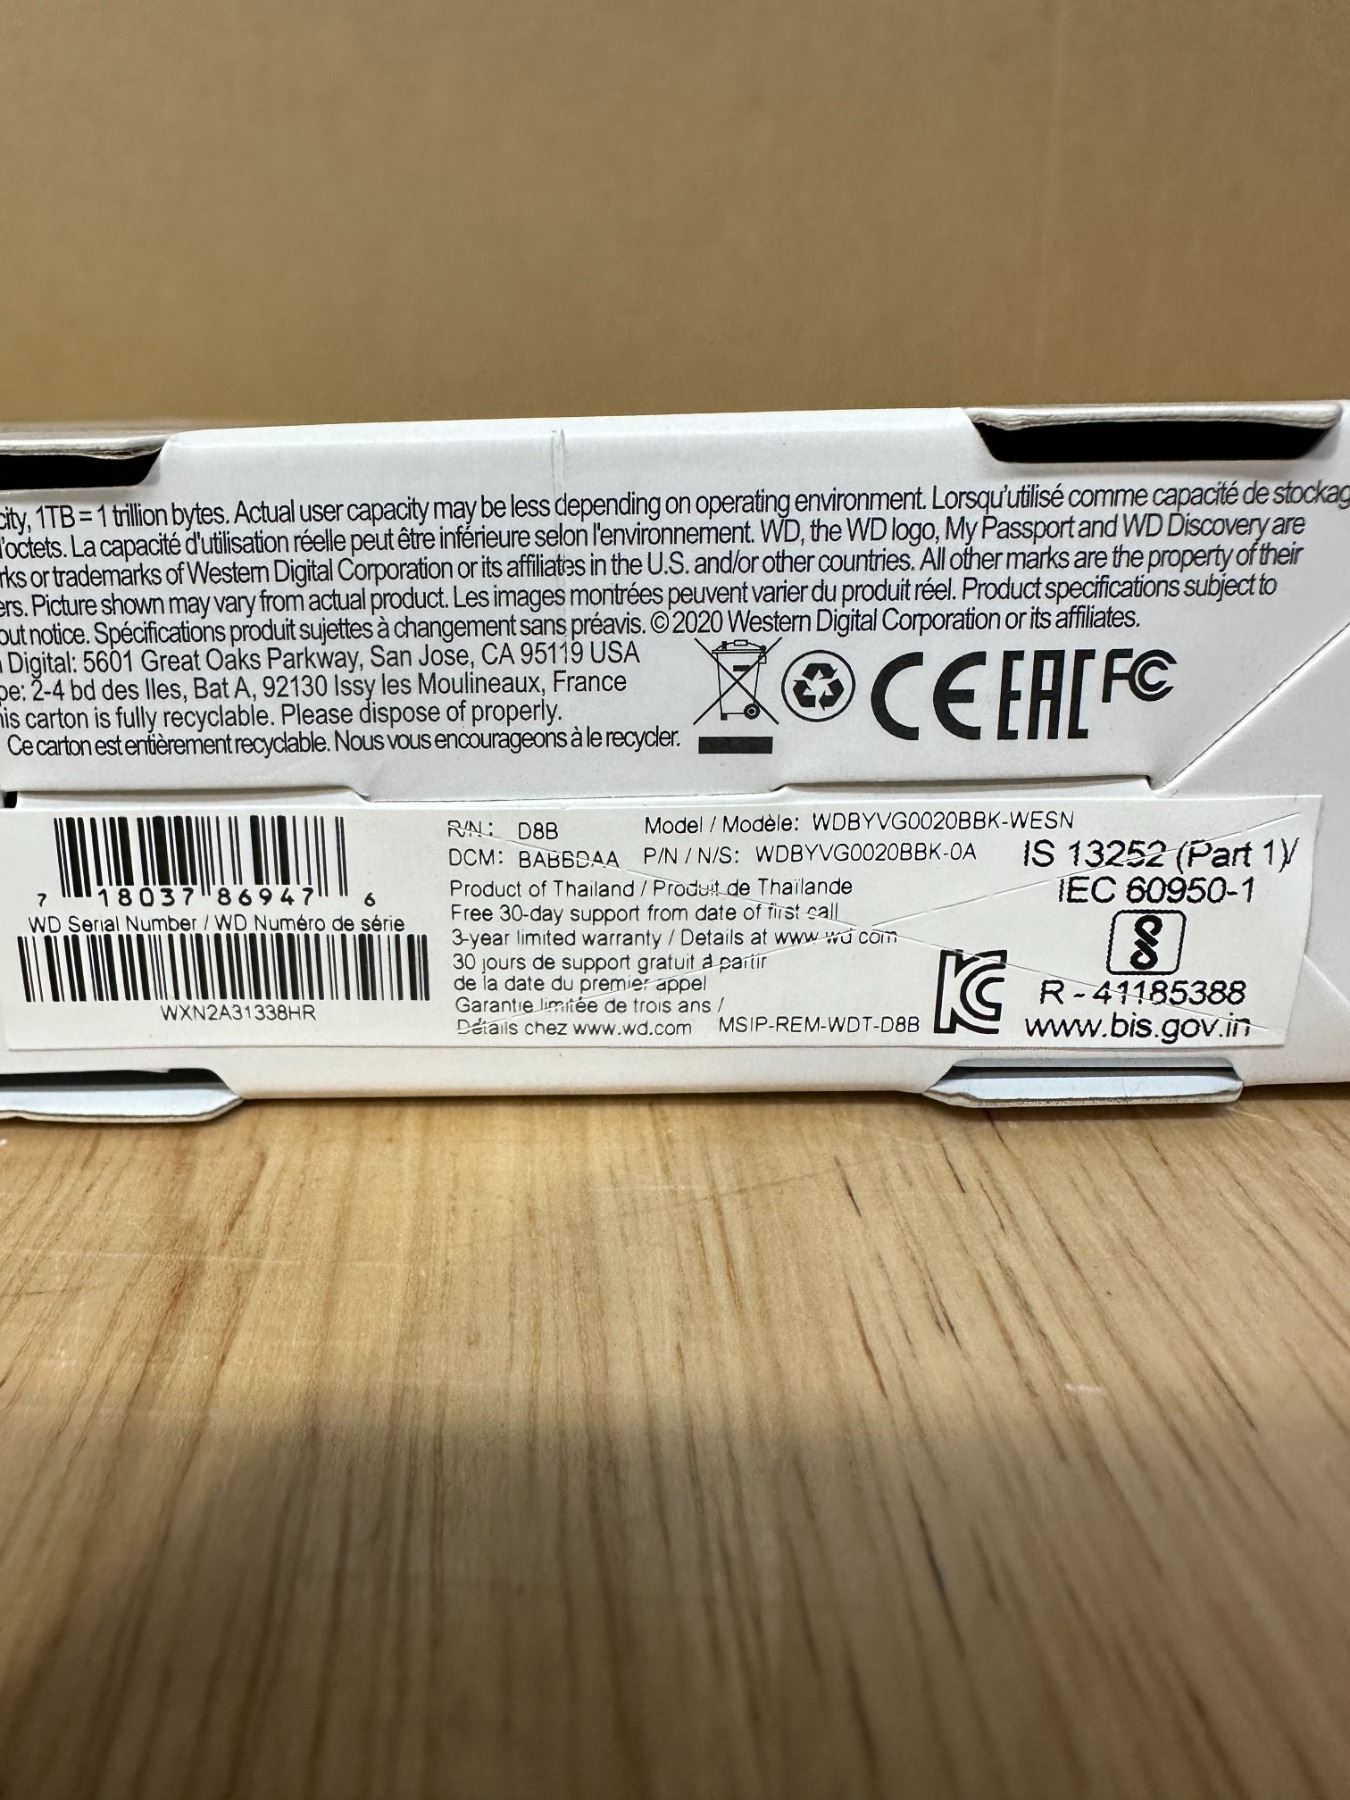 city, 1TB = 1 trillion bytes. Actual user capacity may be less depending on operating environment. Lorsqu'utilisé comme capacité de stockag
d'octets. La capacité d'utilisation réelle peut être inférieure selon l'environnement. WD, the WD logo, My Passport and WD Discovery are
rks or trademarks of Western Digital Corporation or its affiliates in the U.S. and/or other countries. All other marks are the property of their
ers. Picture shown may vary from actual product. Les images montrées peuvent varier du produit réel. Product specifications subject to
out notice. Spécifications produit sujettes à changement sans préavis. © 2020 Western Digital Corporation or its affiliates.
Digital: 5601 Great Oaks Parkway, San Jose, CA 95119 USA
pe: 2-4 bd des Iles, Bat A, 92130 Issy les Moulineaux, France
his carton is fully recyclable. Please dispose of properly.
Ce carton est entièrement recyclable. Nous vous encourageons à le recycler.
CE EAC FC
7 18037 86947 6
WD Serial Number / WD Numéro de série
WXN2A31338HR
R/N: D8B Model / Modèle: WDBYVG0020BBK-WESN
DCM: BABBDAA P/N / N/S: WDBYVG0020BBK-0A
Product of Thailand / Produit de Thaïlande
Free 30-day support from date of first call
3-year limited warranty / Details at www.wd.com
30 jours de support gratuit à partir
de la date du premier appel
Garantie limitée de trois ans /
Détails chez www.wd.com MSIP-REM-WDT-D8B
IS 13252 (Part 1)/
IEC 60950-1
R - 41185388
www.bis.gov.in